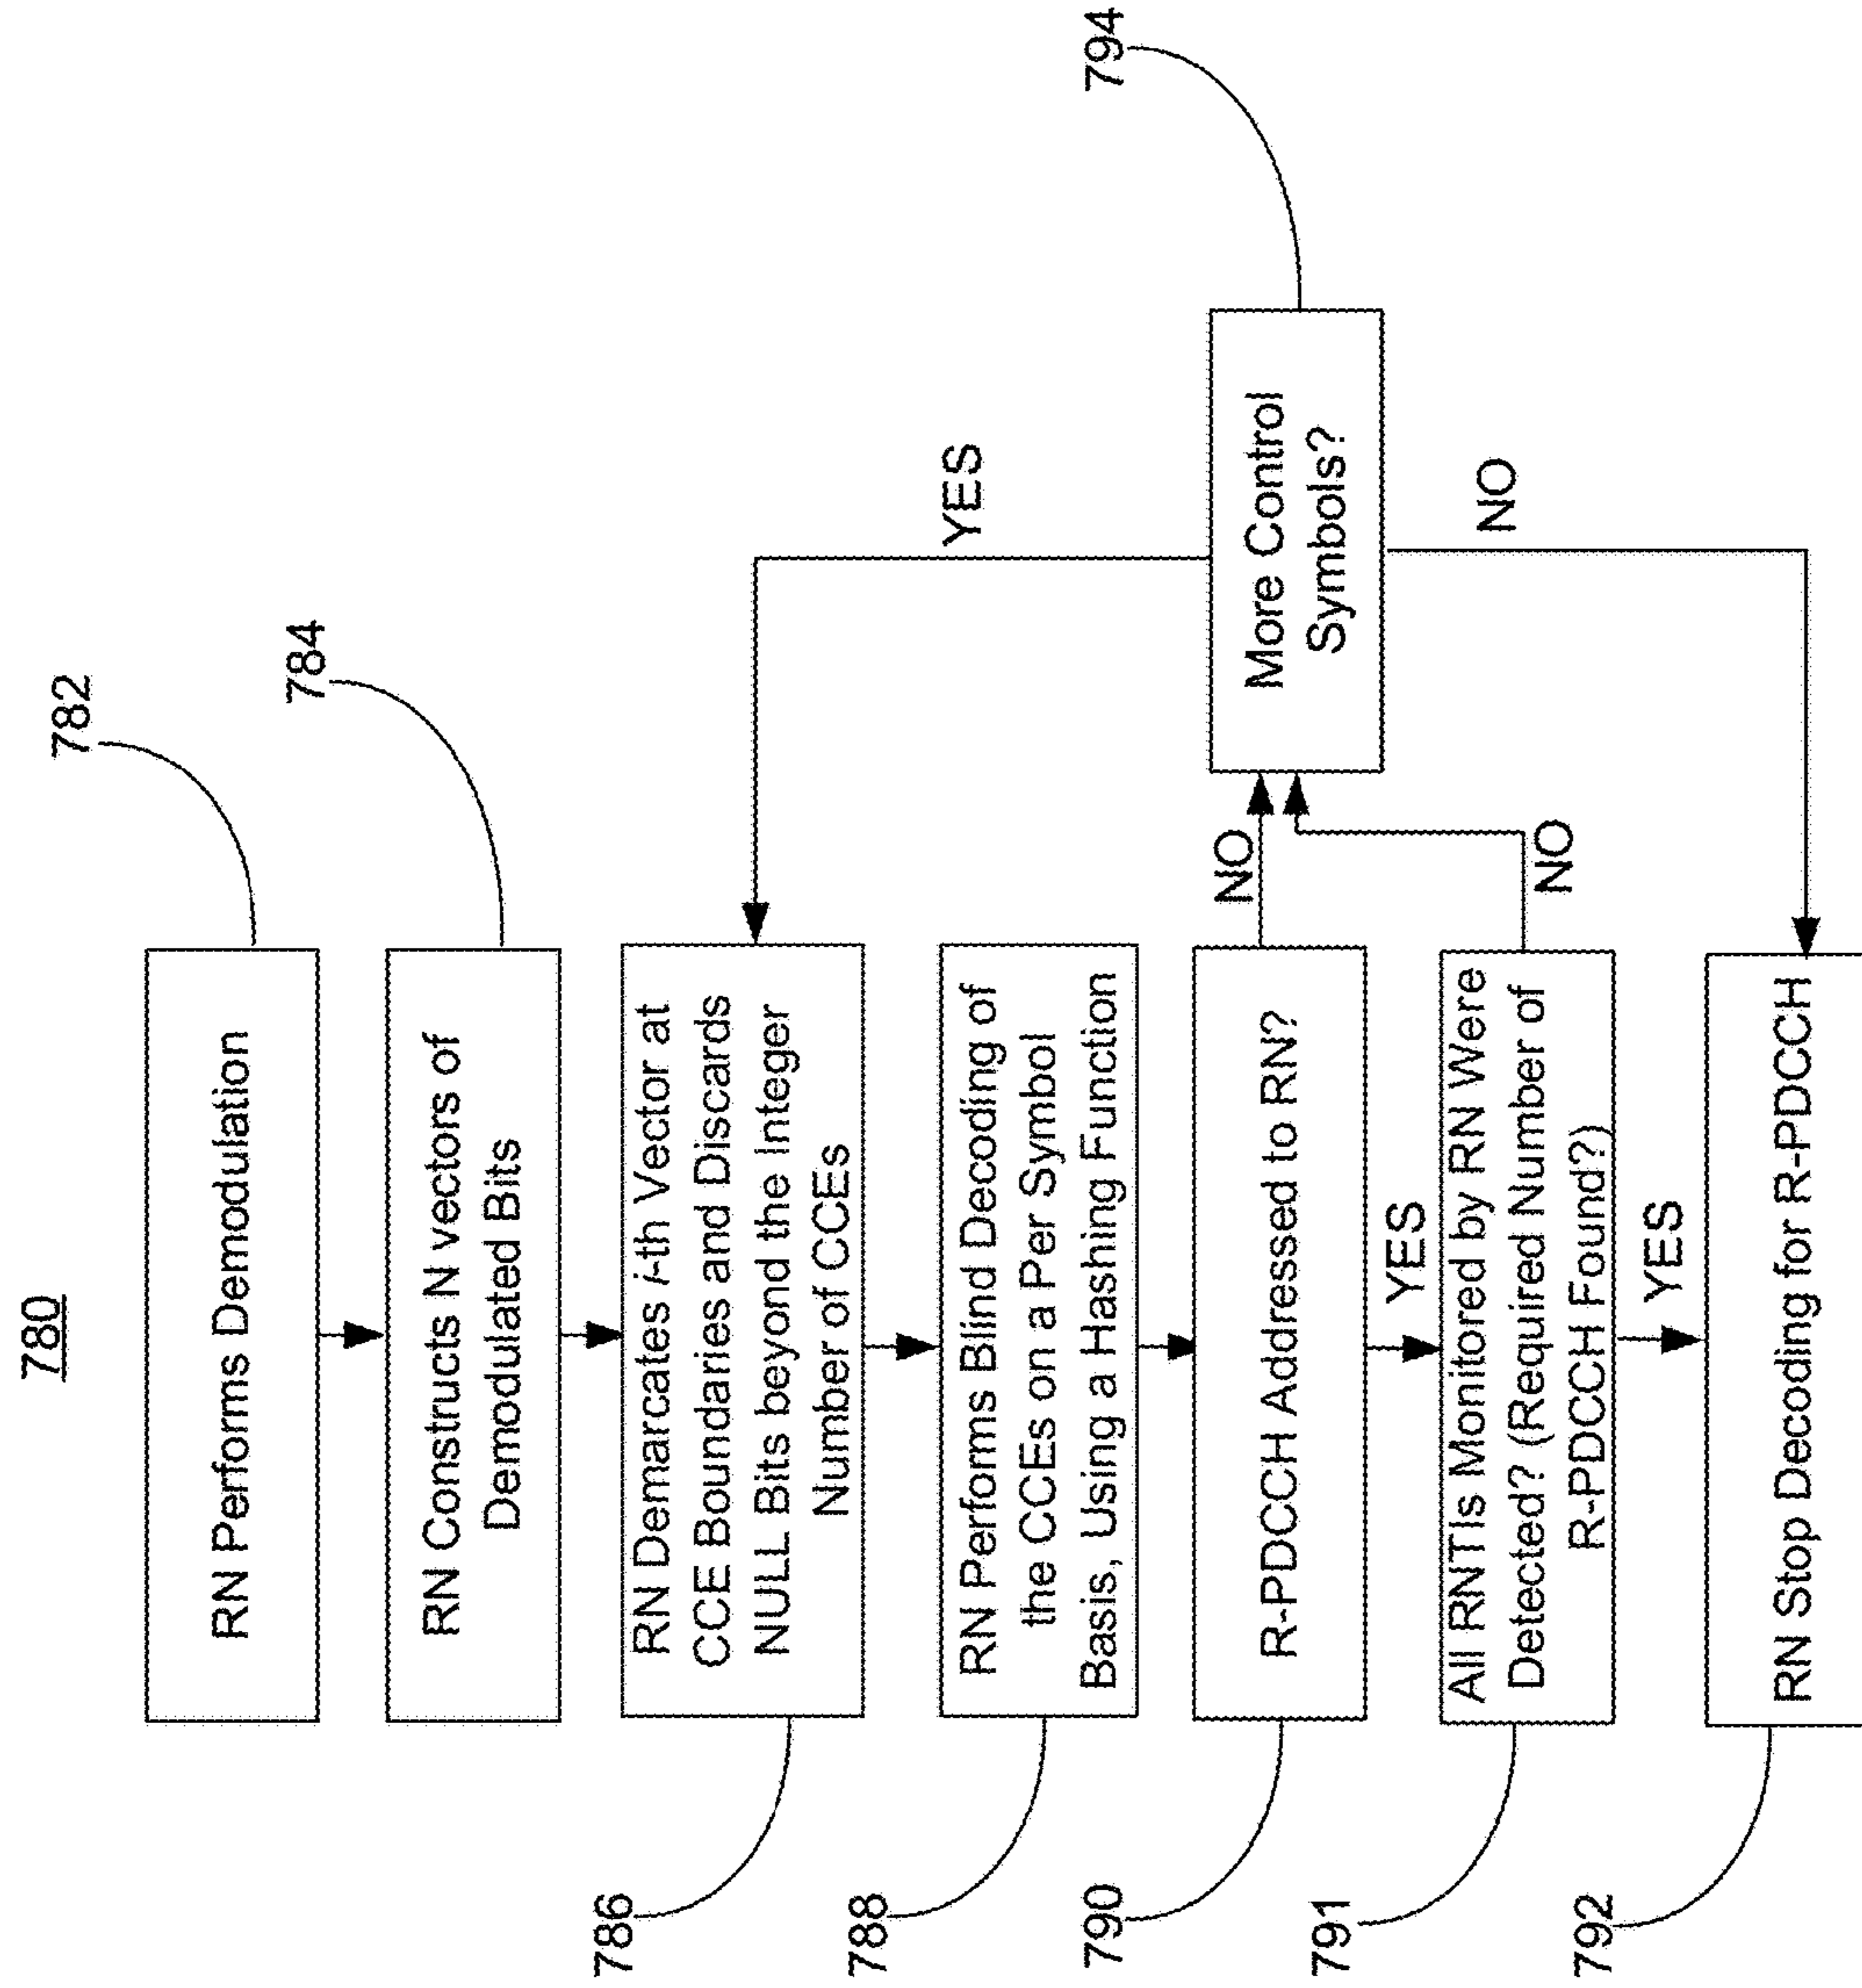 780
782
RN Performs Demodulation
784
RN Constructs N vectors of
Demodulated Bits
786
RN Demarcates i-th Vector at
CCE Boundaries and Discards
NULL Bits beyond the Integer
Number of CCEs
YES
788
RN Performs Blind Decoding of
the CCEs on a Per Symbol
Basis, Using a Hashing Function
790
R-PDCCH Addressed to RN?
NO
794
More Control
Symbols?
YES
NO
791
All RNTIs Monitored by RN Were
Detected? (Required Number of
R-PDCCH Found?)
NO
YES
792
RN Stop Decoding for R-PDCCH